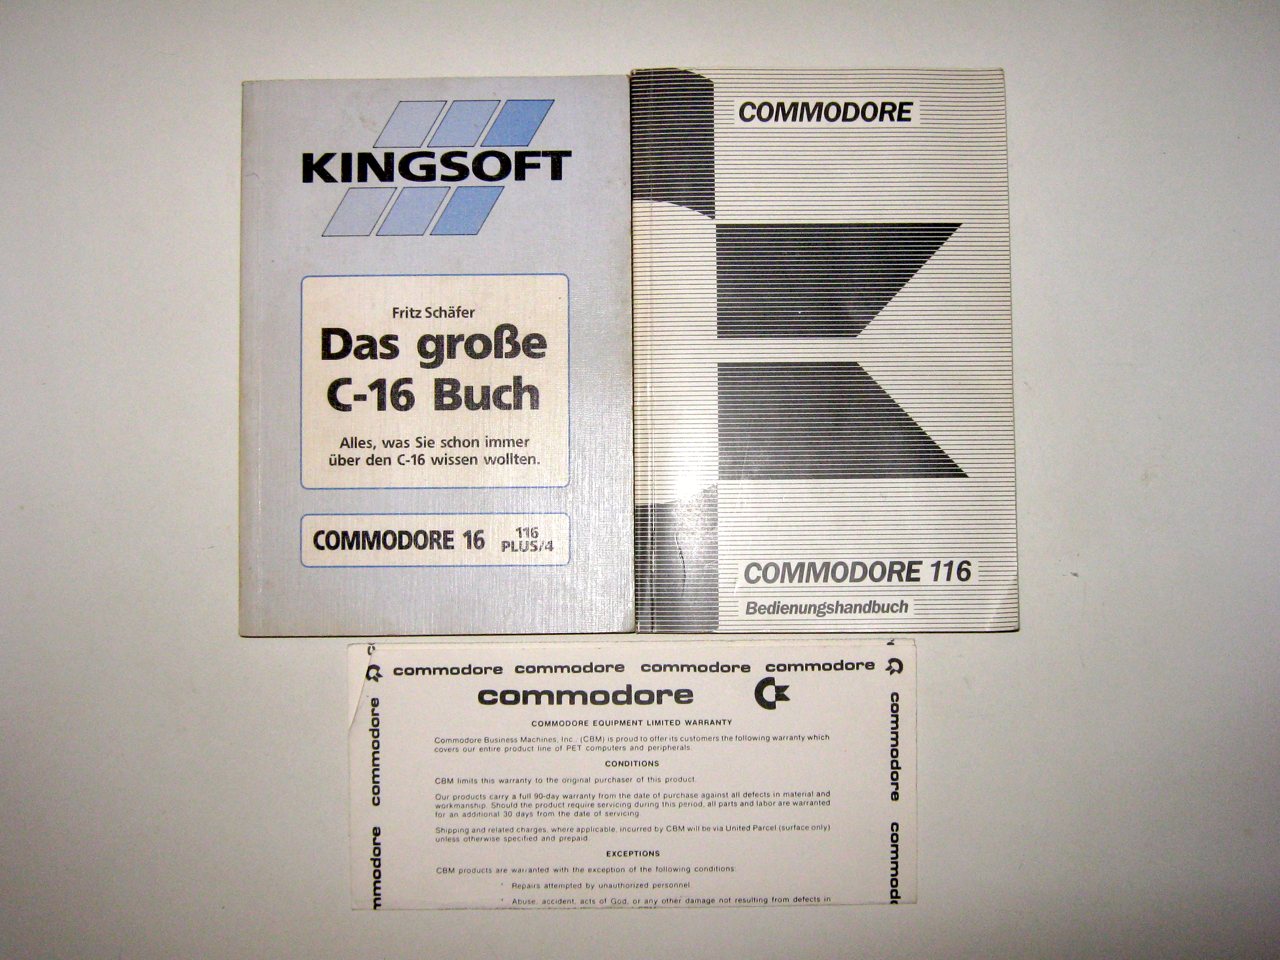 KINGSOFT
Fritz Schäfer
Das große
C-16 Buch
Alles, was Sie schon immer
über den C-16 wissen wollten.
COMMODORE 16
116
PLUS/4
COMMODORE
COMMODORE 116
Bedienungshandbuch
commodore commodore commodore commodore
commodore
commodore
mmodore
commodore
commod
commodore
COMMODORE EQUIPMENT LIMITED WARRANTY
Commodore Business Machines, Inc., (CBM) is proud to offer its customers the following warranty which
covers our entire product line of PET computers and peripherals.
CONDITIONS
CBM limits this warranty to the original purchaser of this product.
Our products carry a full 90-day warranty from the date of purchase against all defects in material and
workmanship. Should the product require servicing during this period, all parts and labor are warranted
for an additional 30 days from the date of servicing.
Shipping and related charges, where applicable, incurred by CBM will be via United Parcel (surface only)
unless otherwise specified and prepaid.
EXCEPTIONS
CBM products are warranted with the exception of the following conditions:
* Repairs attempted by unauthorized personnel.
* Abuse, accident, acts of God, or any other damage not resulting from defects in